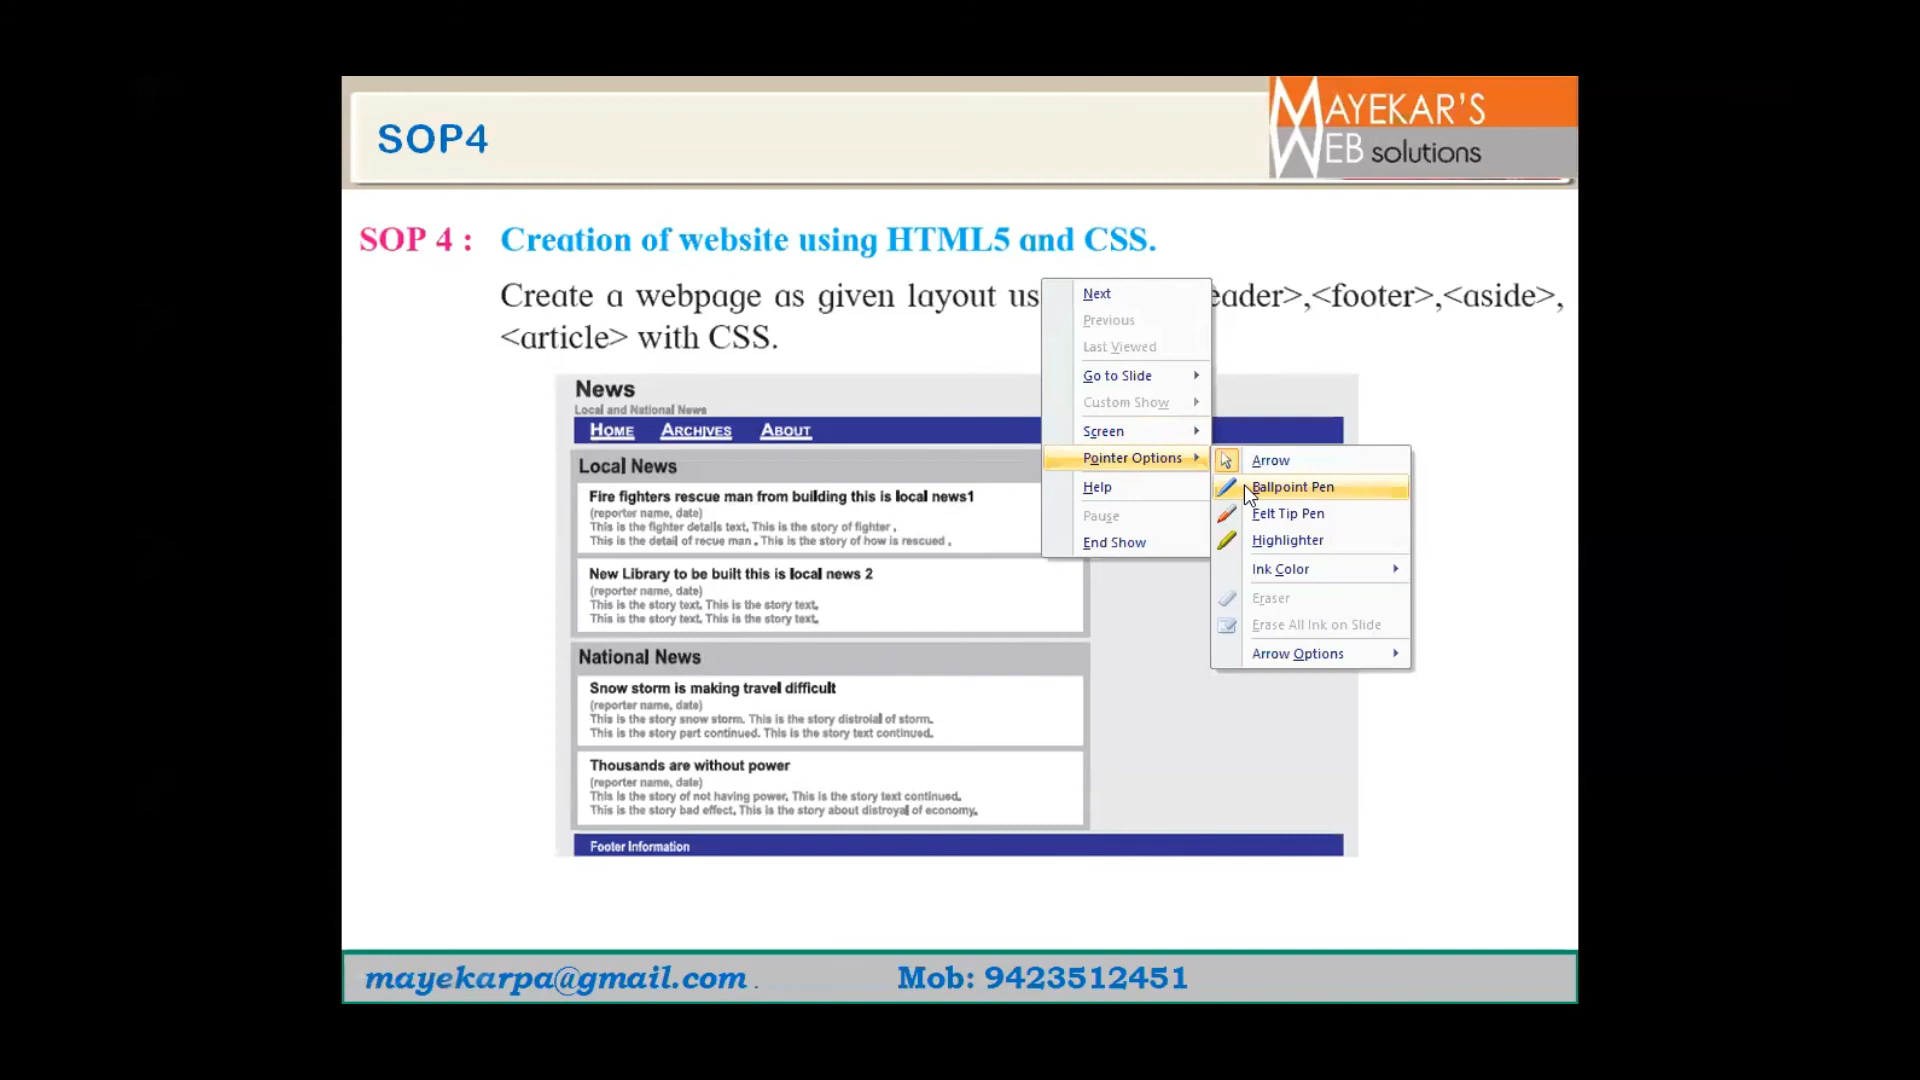 SOP4
MAYEKAR'S
WEB solutions
SOP 4 : Creation of website using HTML5 and CSS.
Create a webpage as given layout us eader>,<footer>,<aside>,
<article> with CSS.
News
Local and National News
HOME ARCHIVES ABOUT
Local News
Fire fighters rescue man from building this is local news1
(reporter name, date)
This is the fighter details text, This is the story of fighter .
This is the detail of recue man . This is the story of how is rescued .
New Library to be built this is local news 2
(reporter name, date)
This is the story text. This is the story text.
This is the story text. This is the story text.
National News
Snow storm is making travel difficult
(reporter name, date)
This is the story snow storm. This is the story distroial of storm.
This is the story part continued. This is the story text continued.
Thousands are without power
(reporter name, date)
This is the story of not having power. This is the story text continued.
This is the story bad effect. This is the story about distroyal of economy.
Footer Information
Next
Previous
Last Viewed
Go to Slide
Custom Show
Screen
Pointer Options
Help
Pause
End Show
Arrow
Ballpoint Pen
Felt Tip Pen
Highlighter
Ink Color
Eraser
Erase All Ink on Slide
Arrow Options
mayekarpa@gmail.com . Mob: 9423512451